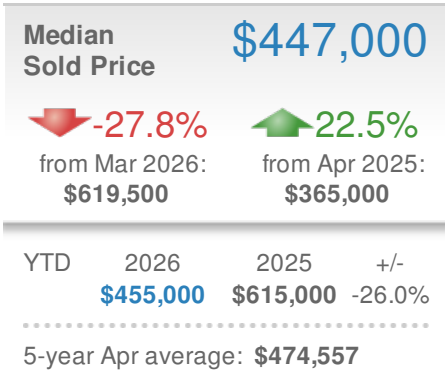 Median
Sold Price
$447,000
-27.8%
22.5%
from Mar 2026:
from Apr 2025:
$619,500
$365,000
YTD 2026 2025 +/-
$455,000 $615,000 -26.0%
5-year Apr average: $474,557